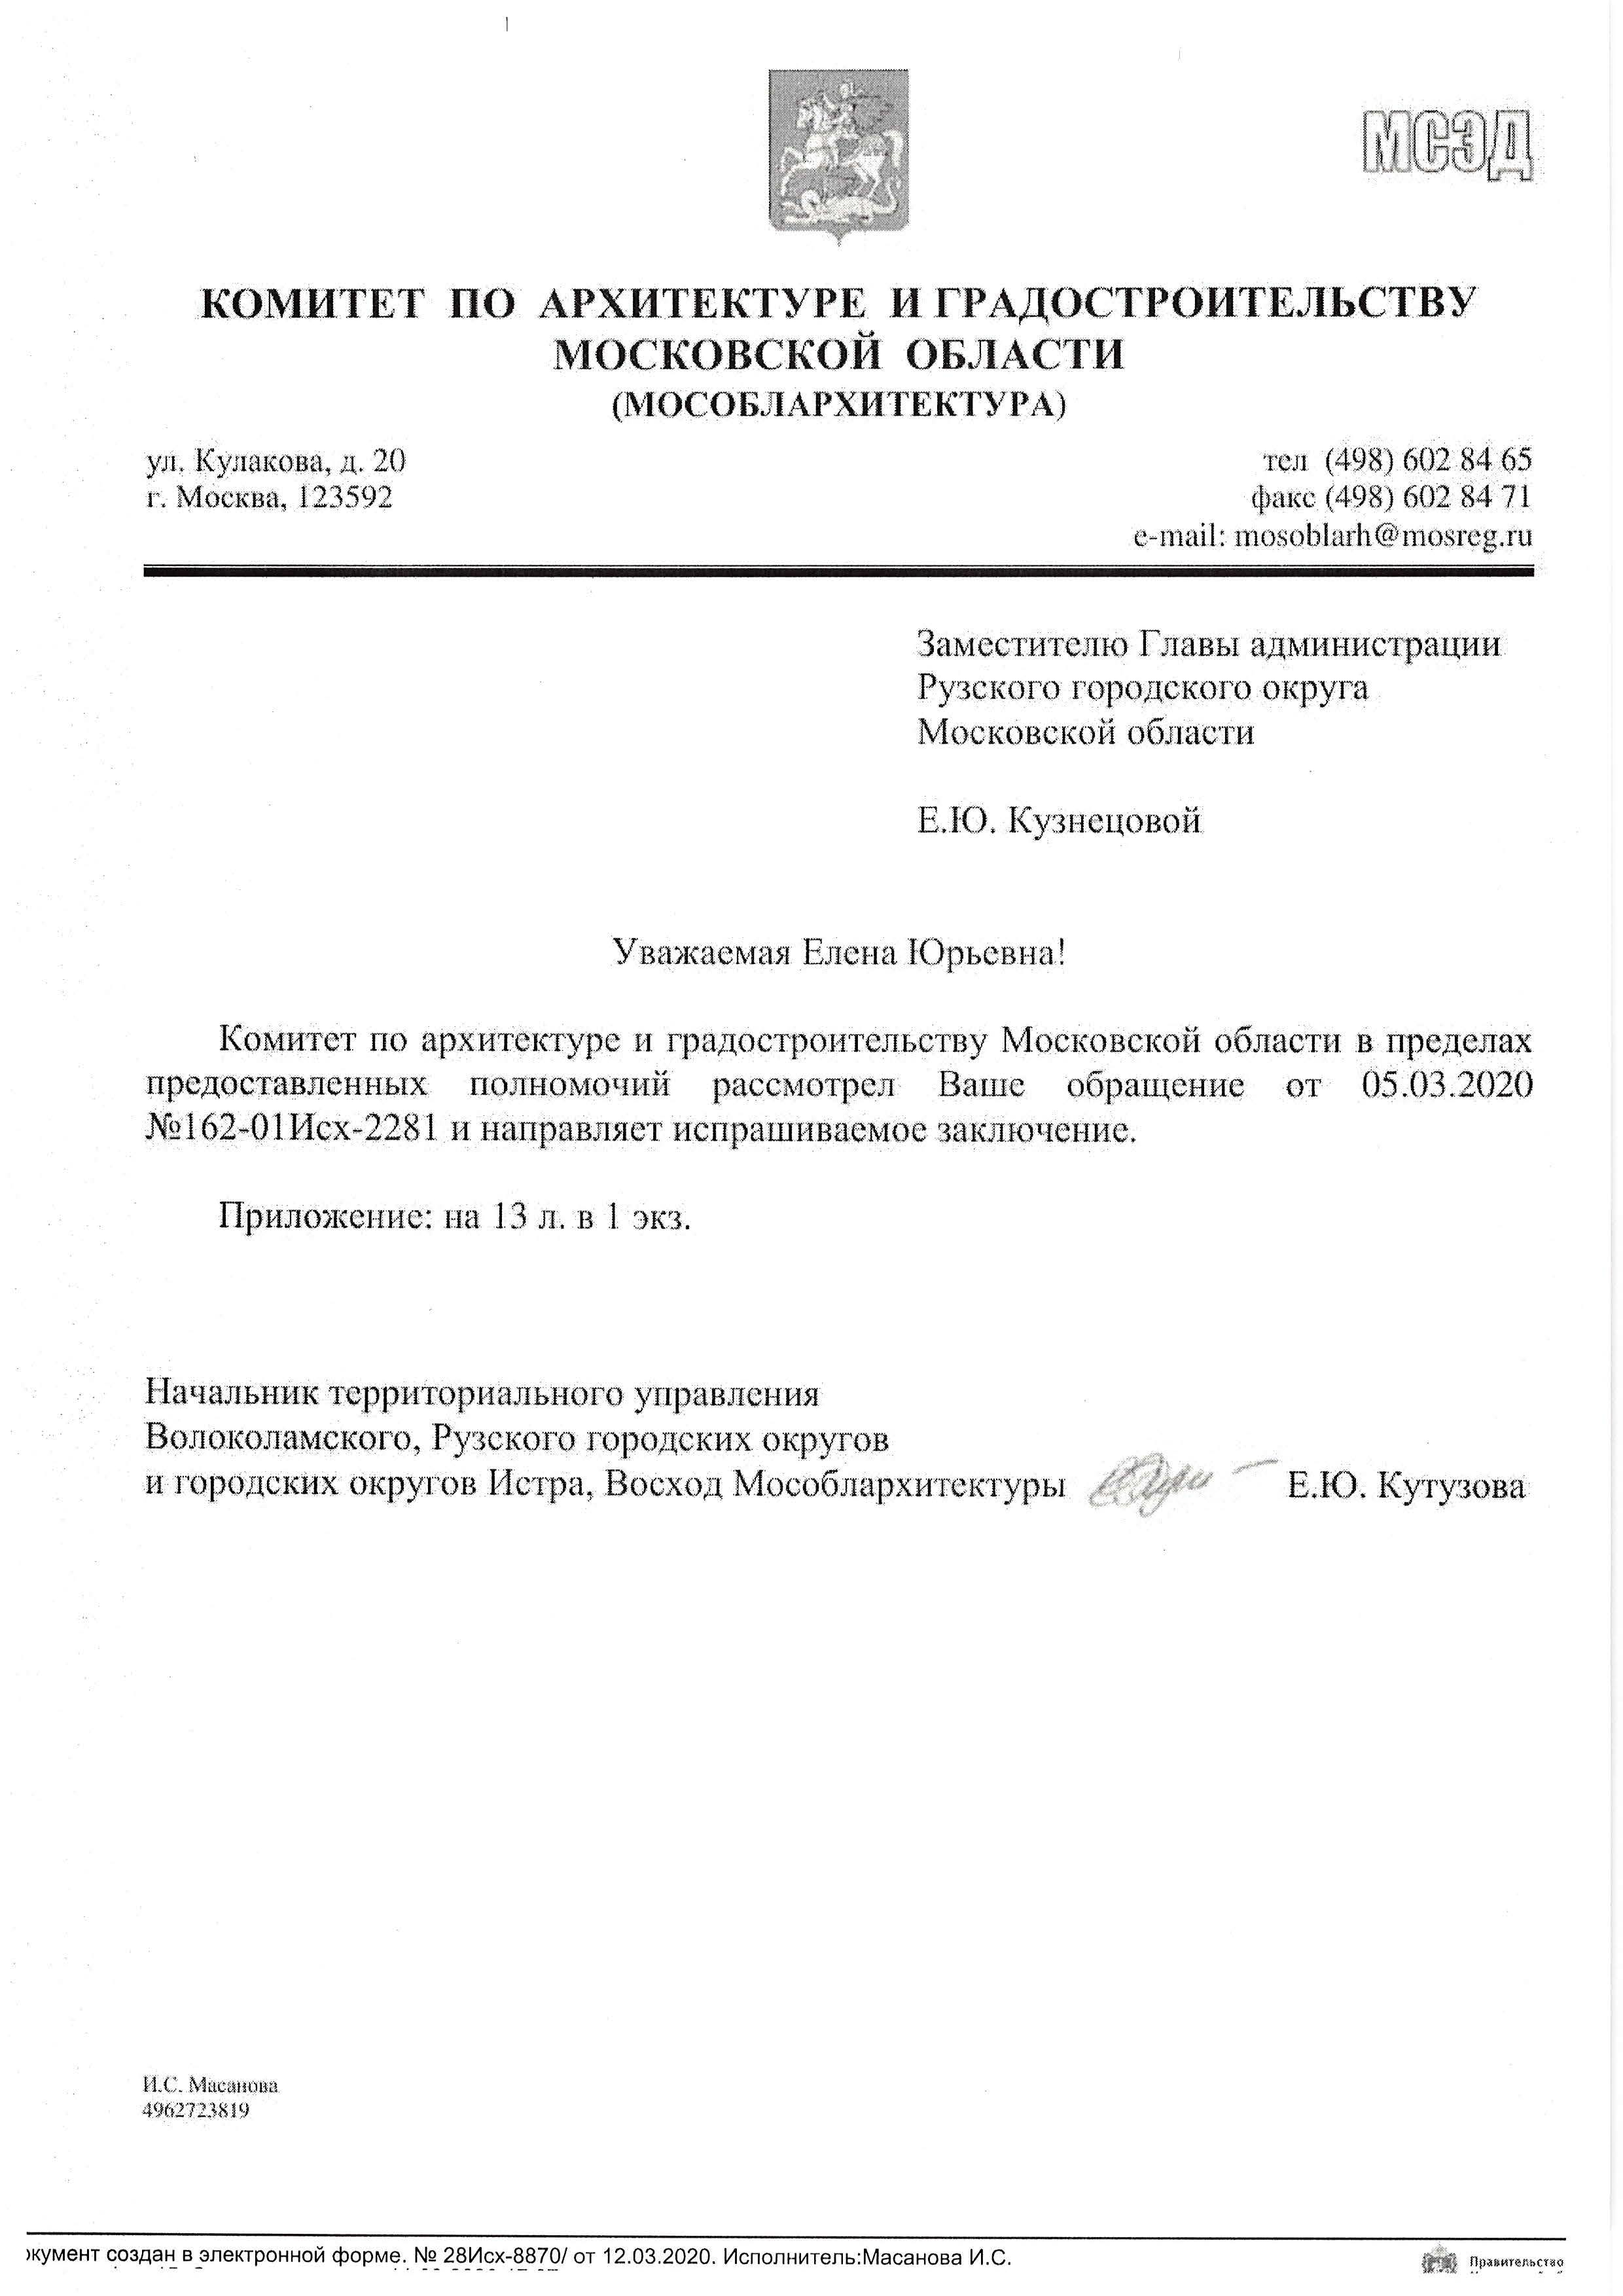 МСЭД
КОМИТЕТ ПО АРХИТЕКТУРЕ И ГРАДОСТРОИТЕЛЬСТВУ
МОСКОВСКОЙ ОБЛАСТИ
(МОСОБЛАРХИТЕКТУРА)
ул. Кулакова, д. 20
г. Москва, 123592
тел (498) 602 84 65
факс (498) 602 84 71
e-mail: mosoblarh@mosreg.ru
Заместителю Главы администрации
Рузского городского округа
Московской области
Е.Ю. Кузнецовой
Уважаемая Елена Юрьевна!
Комитет по архитектуре и градостроительству Московской области в пределах
предоставленных полномочий рассмотрел Ваше обращение от 05.03.2020
№162-01Исх-2281 и направляет испрашиваемое заключение.
Приложение: на 13 л. в 1 экз.
Начальник территориального управления
Волоколамского, Рузского городских округов
и городских округов Истра, Восход Мособлархитектуры Е.Ю. Кутузова
И.С. Масанова
4962723819
окумент создан в электронной форме. № 28Исх-8870/ от 12.03.2020. Исполнитель:Масанова И.С.
Правительство